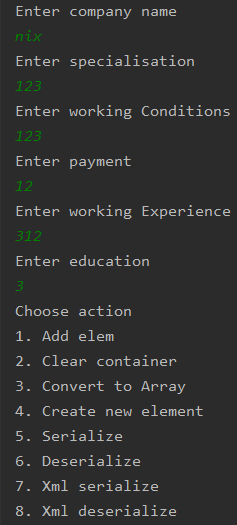 Enter company name
nix
Enter specialisation
123
Enter working Conditions
123
Enter payment
12
Enter working Experience
312
Enter education
3
Choose action
1. Add elem
2. Clear container
3. Convert to Array
4. Create new element
5. Serialize
6. Deserialize
7. Xml serialize
8. Xml deserialize